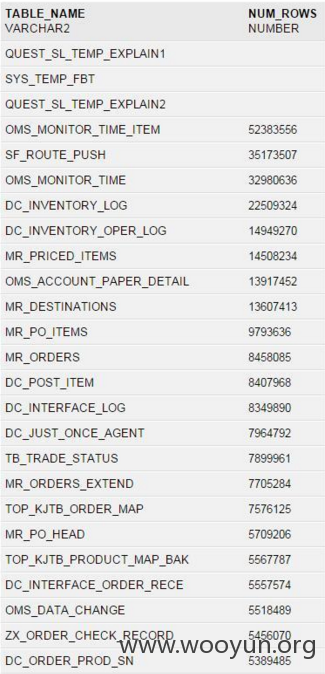 TABLE_NAME NUM_ROWS
VARCHAR2 NUMBER
QUEST_SL_TEMP_EXPLAIN1
SYS_TEMP_FBT
QUEST_SL_TEMP_EXPLAIN2
OMS_MONITOR_TIME_ITEM 52383556
SF_ROUTE_PUSH 35173507
OMS_MONITOR_TIME 32980636
DC_INVENTORY_LOG 22509324
DC_INVENTORY_OPER_LOG 14949270
MR_PRICED_ITEMS 14508234
OMS_ACCOUNT_PAPER_DETAIL 13917452
MR_DESTINATIONS 13607413
MR_PO_ITEMS 9793636
MR_ORDERS 8458085
DC_POST_ITEM 8407968
DC_INTERFACE_LOG 8349890
DC_JUST_ONCE_AGENT 7964792
TB_TRADE_STATUS 7899961
MR_ORDERS_EXTEND 7705284
TOP_KJTB_ORDER_MAP 7576125
MR_PO_HEAD 5709206
TOP_KJTB_PRODUCT_MAP_BAK 5567787
DC_INTERFACE_ORDER_RECE 5557574
OMS_DATA_CHANGE 5518489
ZX_ORDER_CHECK_RECORD 5456070
www.wooyun.org
DC_ORDER_PROD_SN 5389485